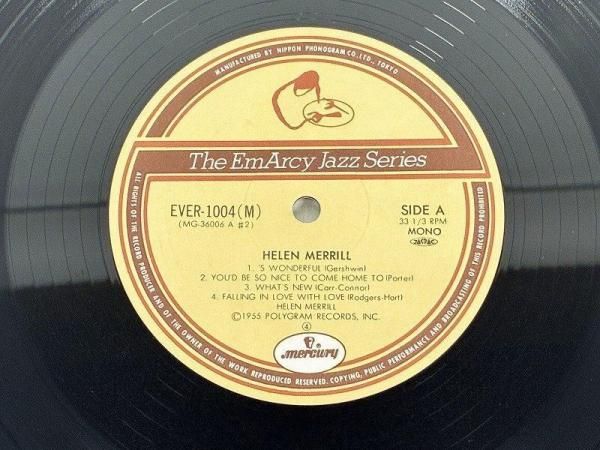 MANUFACTURED BY NIPPON PHONOGRAM CO., LTD., TOKYO
The EmArcy Jazz Series
EVER-1004(M)
(MG-36006 A #2)
SIDE A
33 1/3 RPM
MONO
HELEN MERRILL
1. 'S WONDERFUL (Gershwin)
2. YOU'D BE SO NICE TO COME HOME TO (Porter)
3. WHAT'S NEW (Carr-Connor)
4. FALLING IN LOVE WITH LOVE (Rodgers-Hart)
HELEN MERRILL
Ⓟ1955 POLYGRAM RECORDS, INC.
④
mercury
ALL RIGHTS OF THE RECORD PRODUCER AND OF THE OWNER OF THE WORK REPRODUCED RESERVED. COPYING, PUBLIC PERFORMANCE AND BROADCASTING OF THIS RECORD PROHIBITED